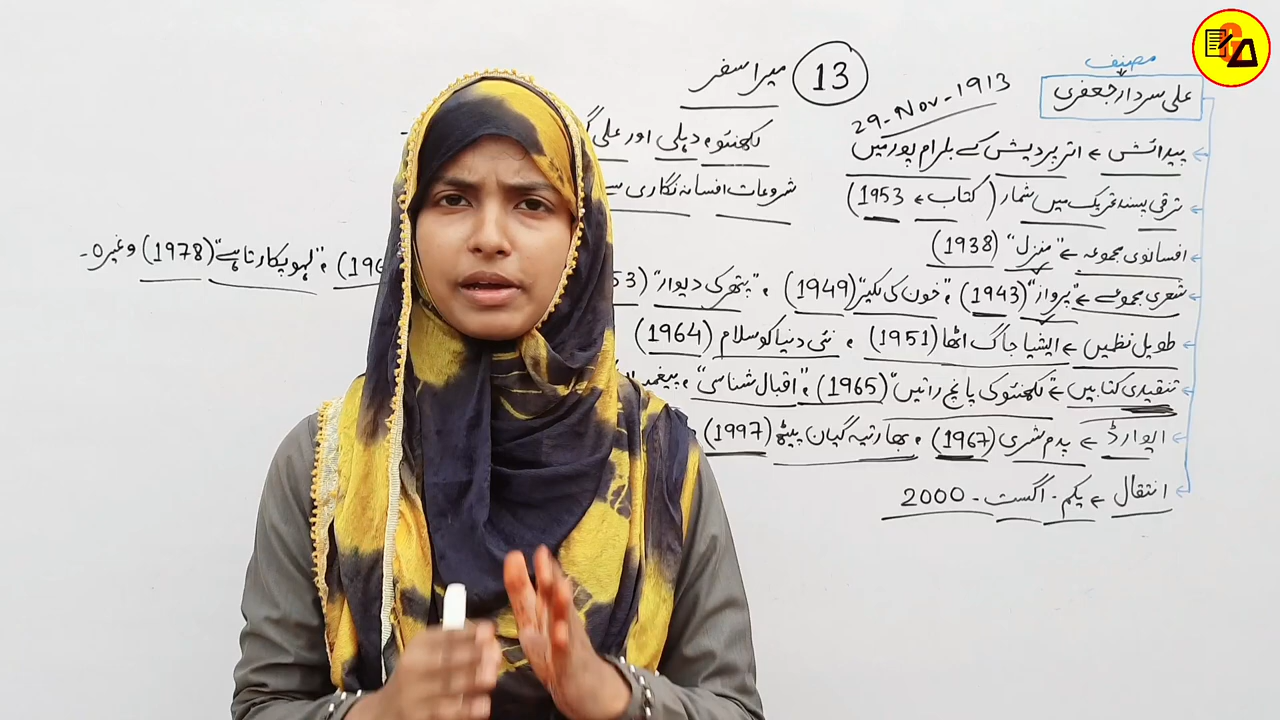 13 میرا سفر
مصنف
علی سردار جعفری
29-Nov-1913
پیدائش ← اتر پردیش کے بلرام پور میں
لکھنئو، دہلی اور علی
ترقی پسند تحریک میں شمار (کتاب ← 1953)
شروعات افسانہ نگاری
افسانوی مجموعہ ← "منزل" (1938)
شعری مجموعے ← "پرواز" (1943)، "خون کی لکیر" (1949)، "پتھر کی دیوار"
"لہو پکارتا ہے" (1978) وغیرہ۔
طویل نظمیں ← ایشیا جاگ اٹھا (1951)، نئی دنیا کو سلام (1964)
تنقیدی کتابیں ← لکھنئو کی پانچ راتیں" (1965)، "اقبال شناسی"،
ایوارڈ ← پدم شری (1967)، بھارتیہ گیان پیٹھ (1997)
انتقال ← یکم۔ اگست۔ 2000